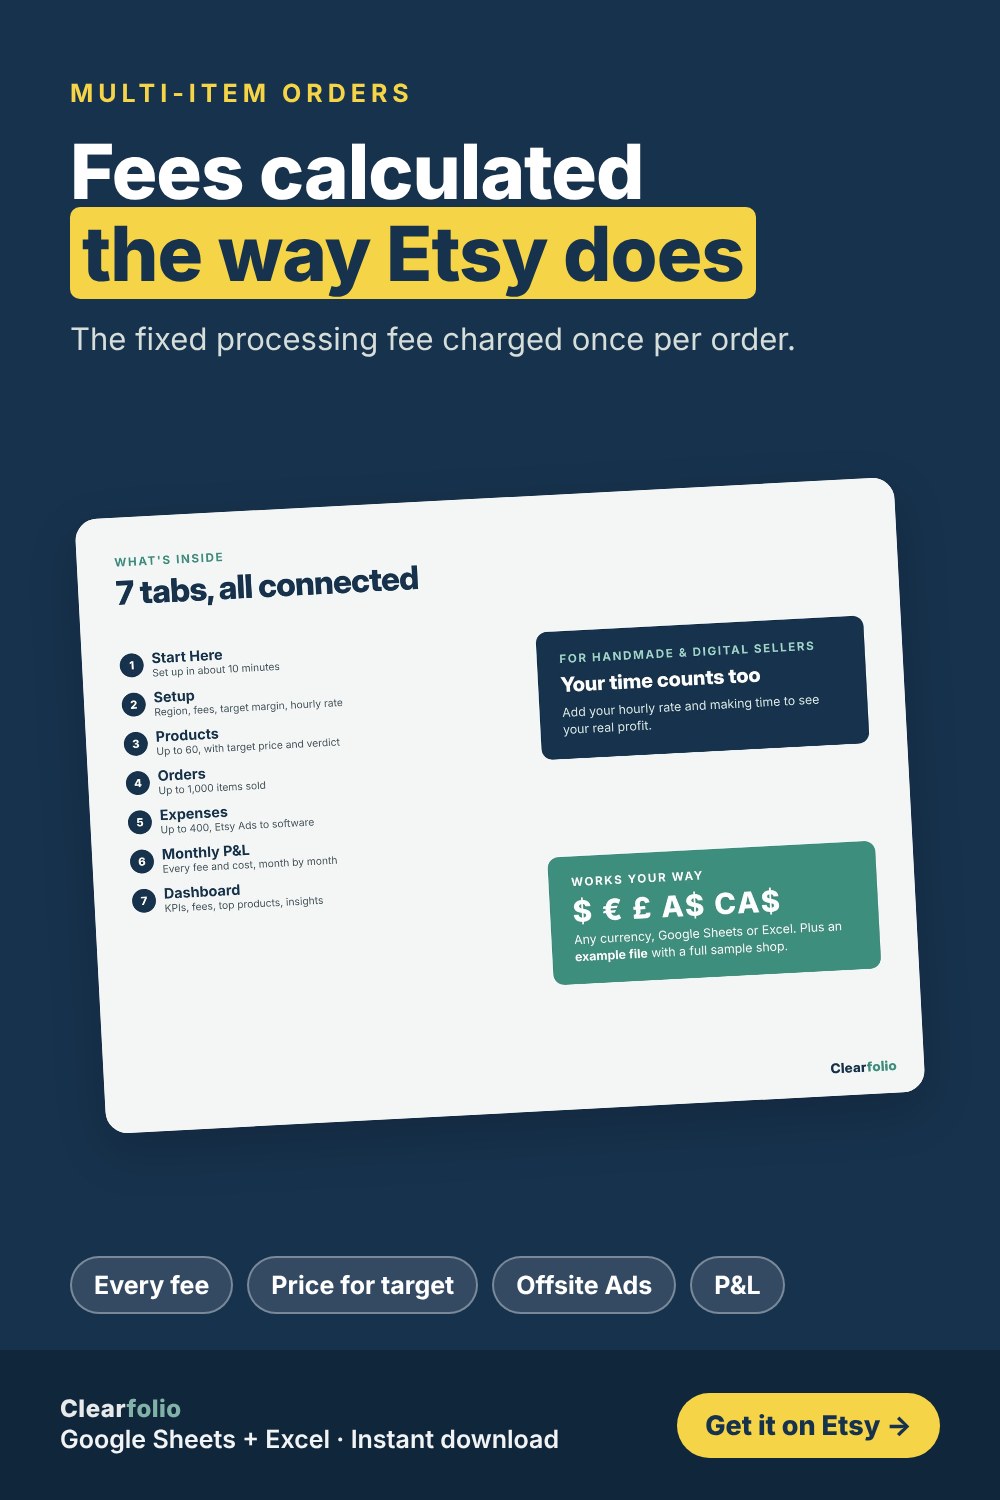 MULTI-ITEM ORDERS
Fees calculated
the way Etsy does
The fixed processing fee charged once per order.
WHAT'S INSIDE
7 tabs, all connected
1 Start Here
Set up in about 10 minutes
2 Setup
Region, fees, target margin, hourly rate
3 Products
Up to 60, with target price and verdict
4 Orders
Up to 1,000 items sold
5 Expenses
Up to 400, Etsy Ads to software
6 Monthly P&L
Every fee and cost, month by month
7 Dashboard
KPIs, fees, top products, insights
FOR HANDMADE & DIGITAL SELLERS
Your time counts too
Add your hourly rate and making time to see
your real profit.
WORKS YOUR WAY
$ € £ A$ CA$
Any currency, Google Sheets or Excel. Plus an
example file with a full sample shop.
Clearfolio
Every fee
Price for target
Offsite Ads
P&L
Clearfolio
Google Sheets + Excel · Instant download
Get it on Etsy →